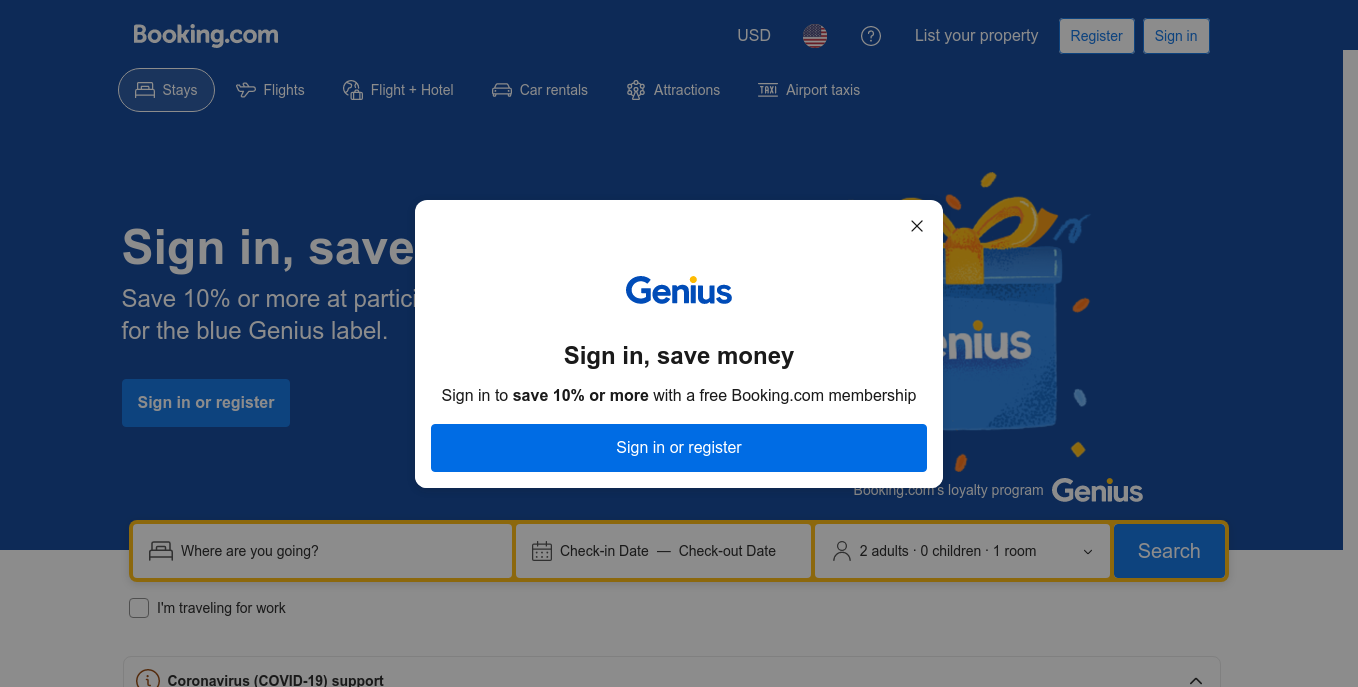 Booking.com
USD
List your property
Register
Sign in
Stays
Flights
Flight + Hotel
Car rentals
Attractions
TAXI
Airport taxis
Sign in, save
Save 10% or more at partici
for the blue Genius label.
Sign in or register
Genius
Sign in, save money
Sign in to save 10% or more with a free Booking.com membership
Sign in or register
enius
Booking.com's loyalty program
Genius
Where are you going?
Check-in Date — Check-out Date
2 adults · 0 children · 1 room
Search
I'm traveling for work
Coronavirus (COVID-19) support